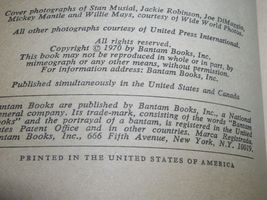 Cover photographs of Stan Musial, Jackie Robinson, Joe DiMaggio,
Mickey Mantle and Willie Mays, courtesy of Wide World Photos.
All other photographs courtesy of United Press International.
All rights reserved.
Copyright © 1970 by Bantam Books, Inc.
This book may not be reproduced in whole or in part, by
mimeograph or any other means, without permission.
For information address: Bantam Books, Inc.
Published simultaneously in the United States and Canada
Bantam Books are published by Bantam Books, Inc., a National
General company. Its trade-mark, consisting of the words "Bantam
Books" and the portrayal of a bantam, is registered in the United
States Patent Office and in other countries. Marca Registrada.
Bantam Books, Inc., 666 Fifth Avenue, New York, N.Y. 10019.
PRINTED IN THE UNITED STATES OF AMERICA